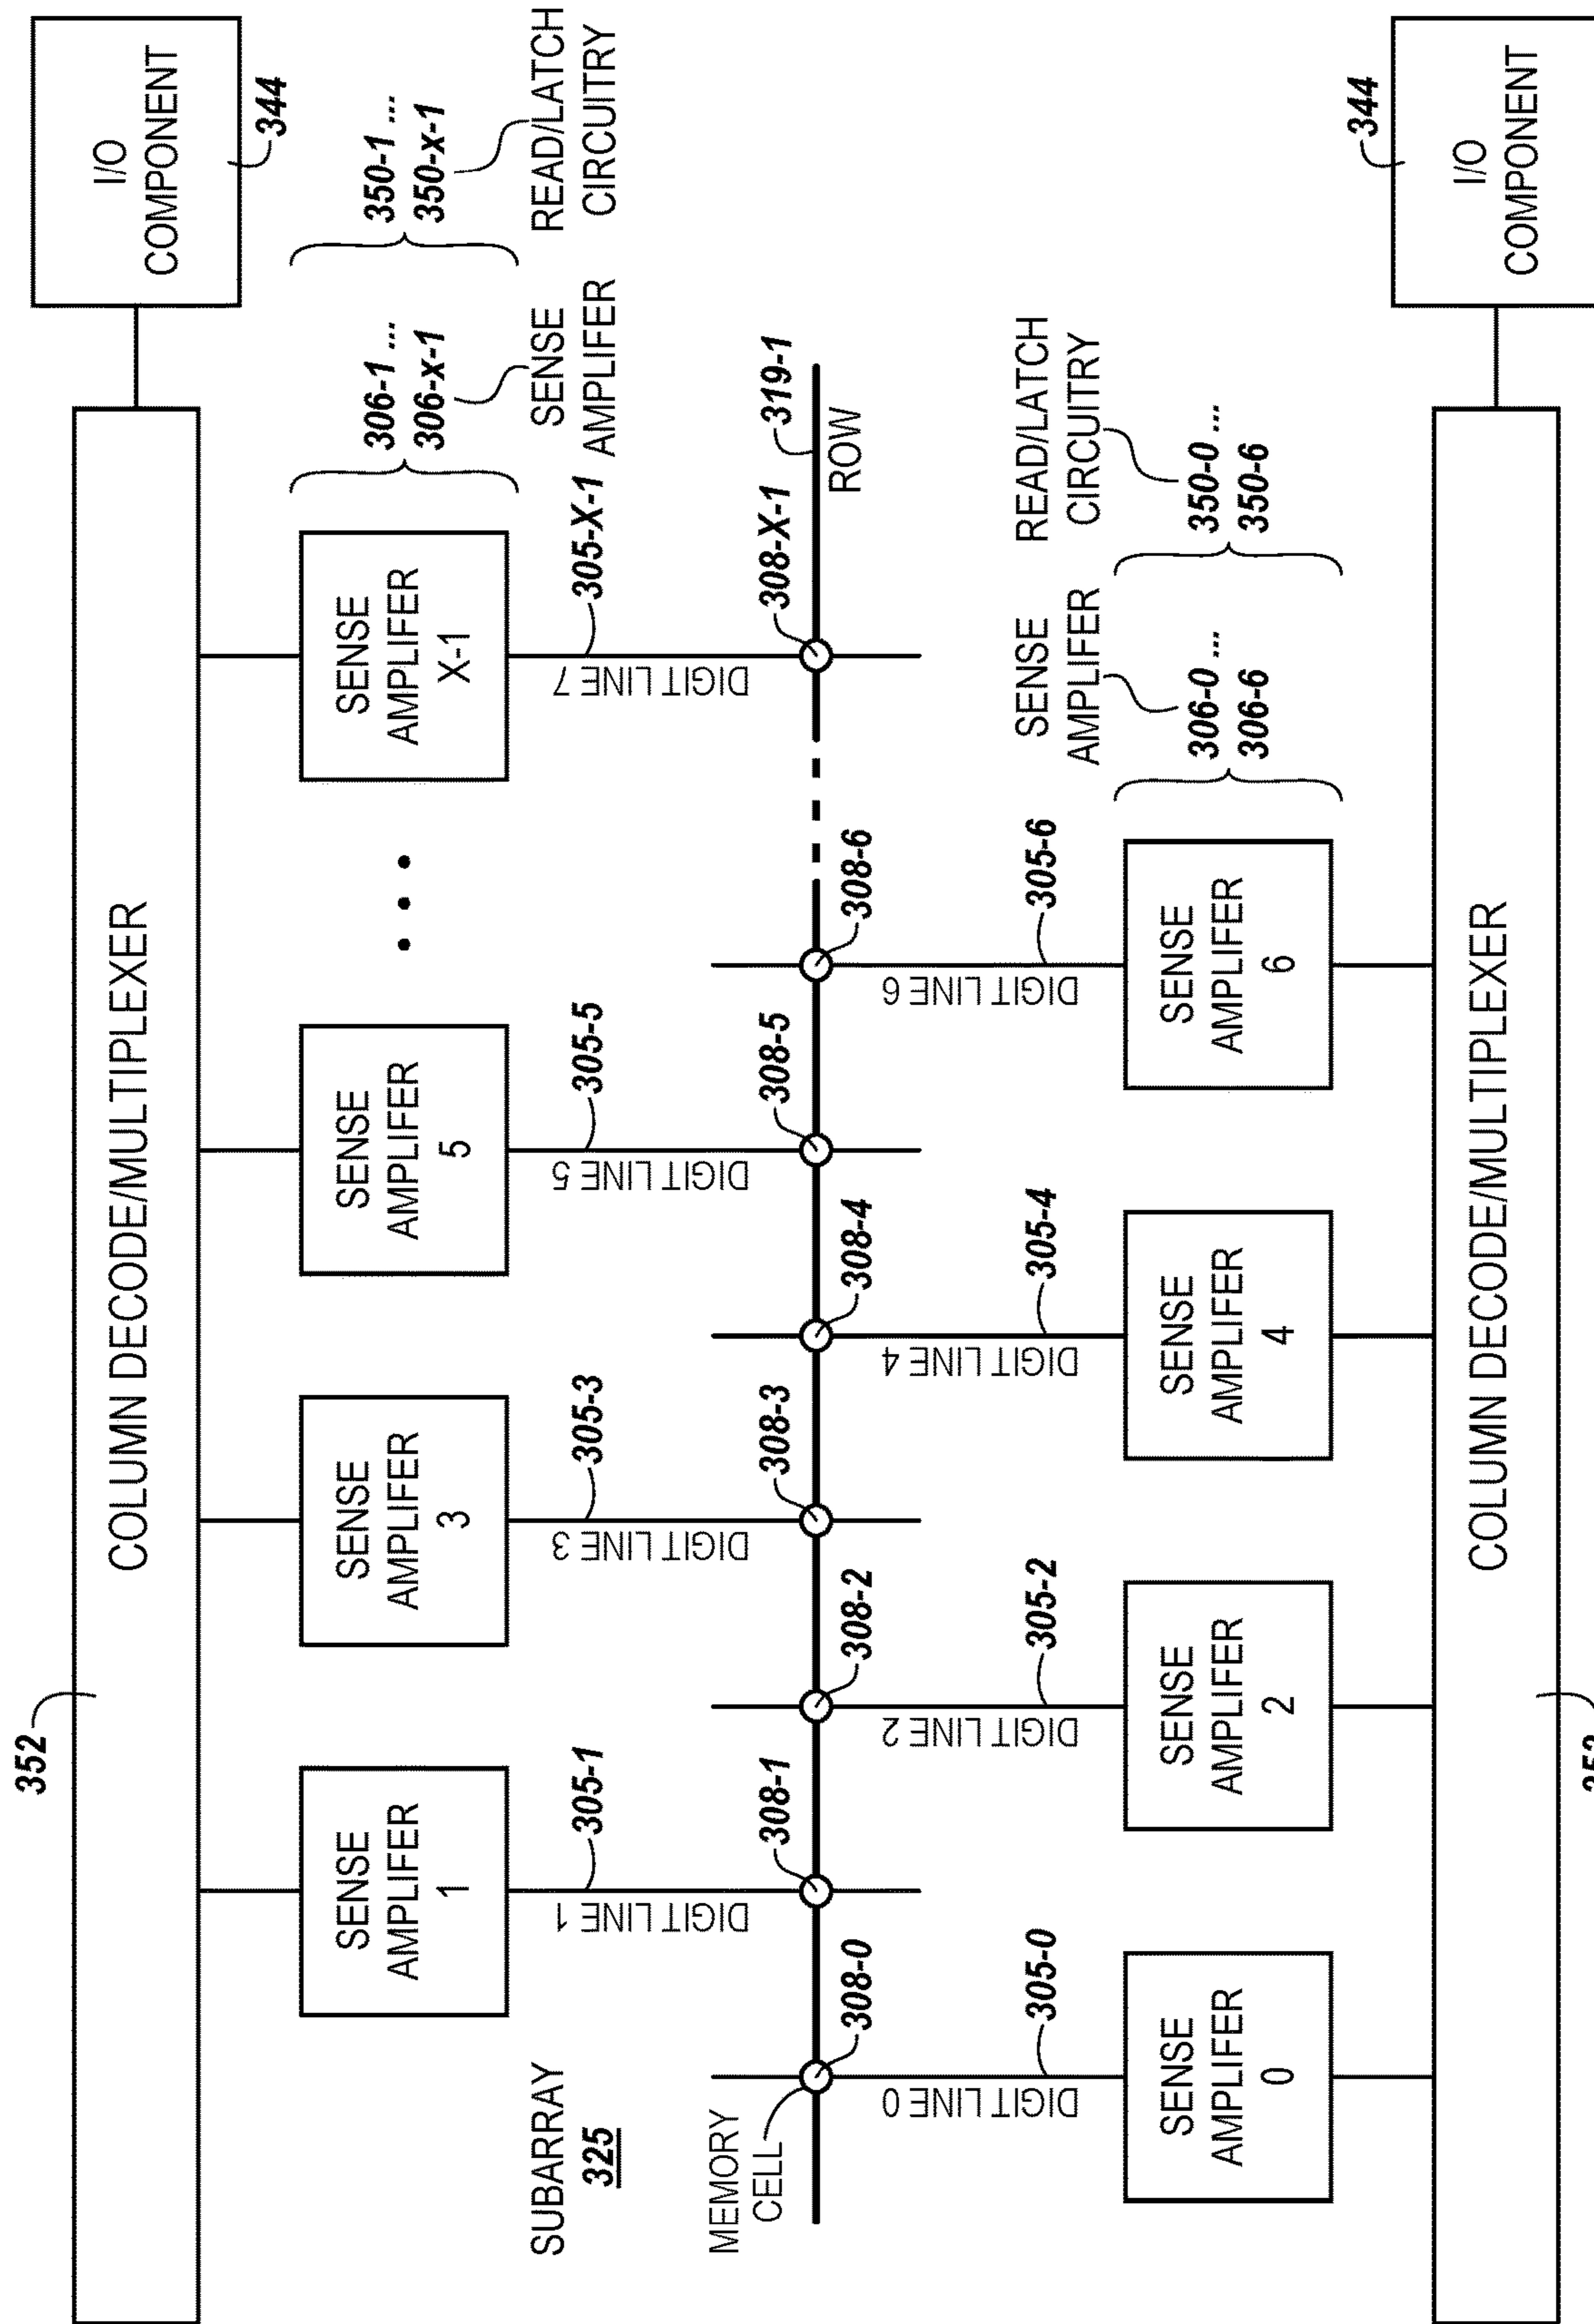 352
COLUMN DECODE/MULTIPLEXER
I/O
COMPONENT
344
SENSE
AMPLIFER
1
SENSE
AMPLIFER
3
SENSE
AMPLIFER
5
• • •
SENSE
AMPLIFER
X-1
306-1 ...
306-x-1
SENSE
AMPLIFER
350-1 ...
350-x-1
READ/LATCH
CIRCUITRY
SUBARRAY
325
DIGIT LINE 1
305-1
DIGIT LINE 3
305-3
DIGIT LINE 5
305-5
DIGIT LINE 7
305-X-1
MEMORY
CELL
308-0
308-1
308-2
308-3
308-4
308-5
308-6
308-X-1
319-1
ROW
DIGIT LINE 0
305-0
DIGIT LINE 2
305-2
DIGIT LINE 4
305-4
DIGIT LINE 6
305-6
SENSE
AMPLIFER
0
SENSE
AMPLIFER
2
SENSE
AMPLIFER
4
SENSE
AMPLIFER
6
SENSE
AMPLIFER
306-0 ...
306-6
READ/LATCH
CIRCUITRY
350-0 ...
350-6
COLUMN DECODE/MULTIPLEXER
344
I/O
COMPONENT